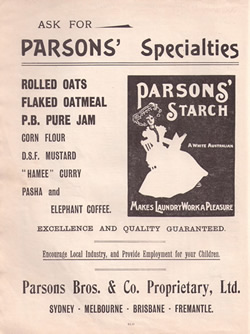 ASK FOR
PARSONS' Specialties
ROLLED OATS
FLAKED OATMEAL
P.B. PURE JAM
CORN FLOUR
D.S.F. MUSTARD
"HAMEE" CURRY
PASHA and
ELEPHANT COFFEE.
PARSONS'
STARCH
A WHITE AUSTRALIAN
MAKES LAUNDRY WORK A PLEASURE
EXCELLENCE AND QUALITY GUARANTEED.
Encourage Local Industry, and Provide Employment for your Children.
Parsons Bros. & Co. Proprietary, Ltd.
SYDNEY - MELBOURNE - BRISBANE - FREMANTLE.